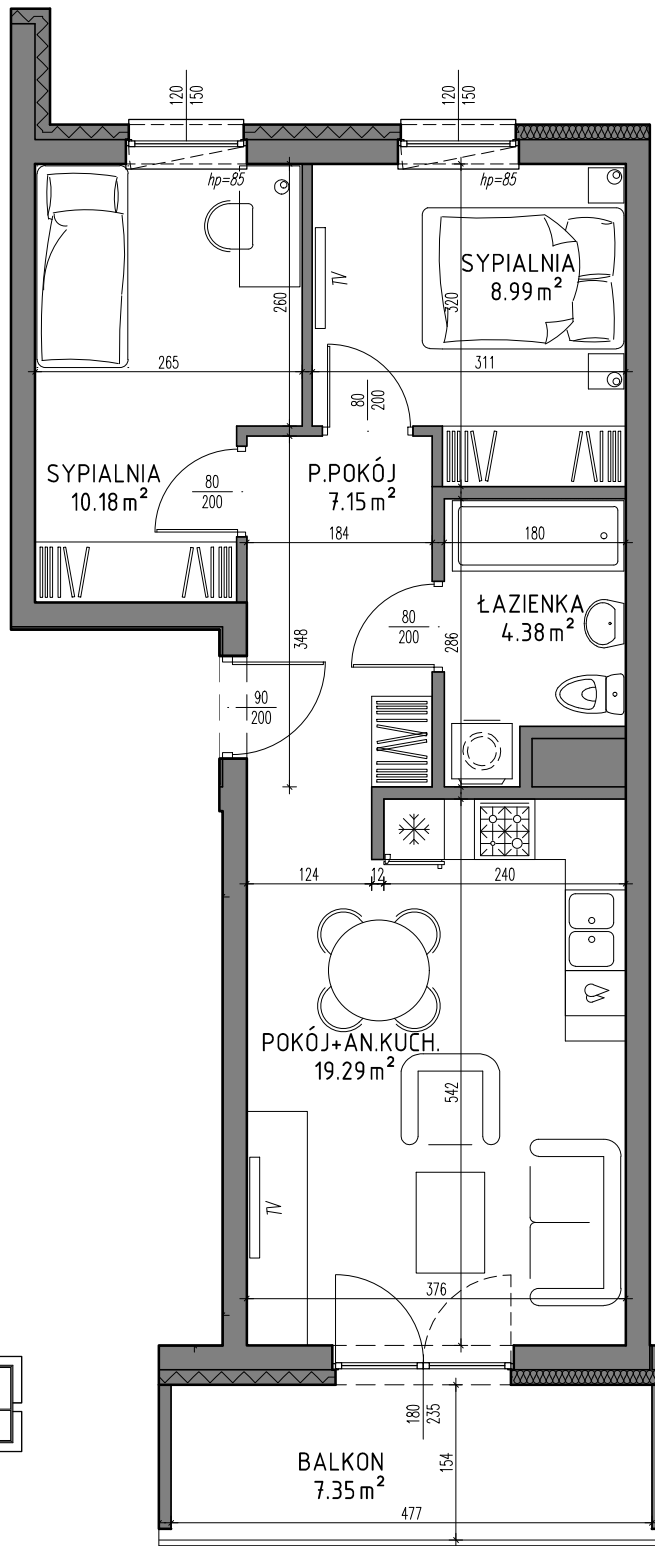 120
150
120
150
hp=85
hp=85
SYPIALNIA
8.99 m²
TV
260
320
265
311
80
200
SYPIALNIA
10.18 m²
80
200
P.POKÓJ
7.15 m²
184
180
ŁAZIENKA
4.38 m²
80
200
348
286
90
200
124
12
240
POKÓJ+AN.KUCH.
19.29 m²
542
TV
376
180
235
BALKON
7.35 m²
154
477